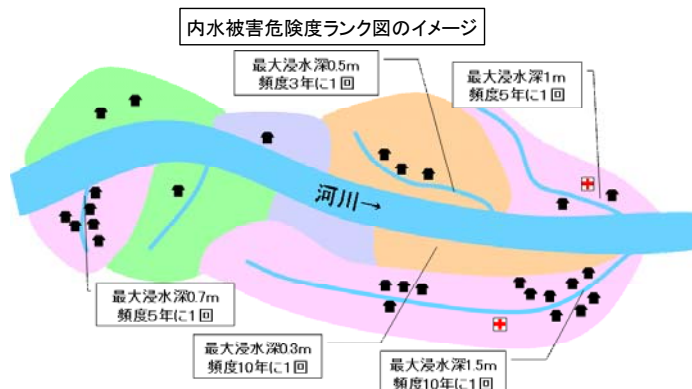 内水被害危険度ランク図のイメージ
最大浸水深0.5m
頻度3年に1回
最大浸水深1m
頻度5年に1回
河川→
最大浸水深0.7m
頻度5年に1回
最大浸水深0.3m
頻度10年に1回
最大浸水深1.5m
頻度10年に1回